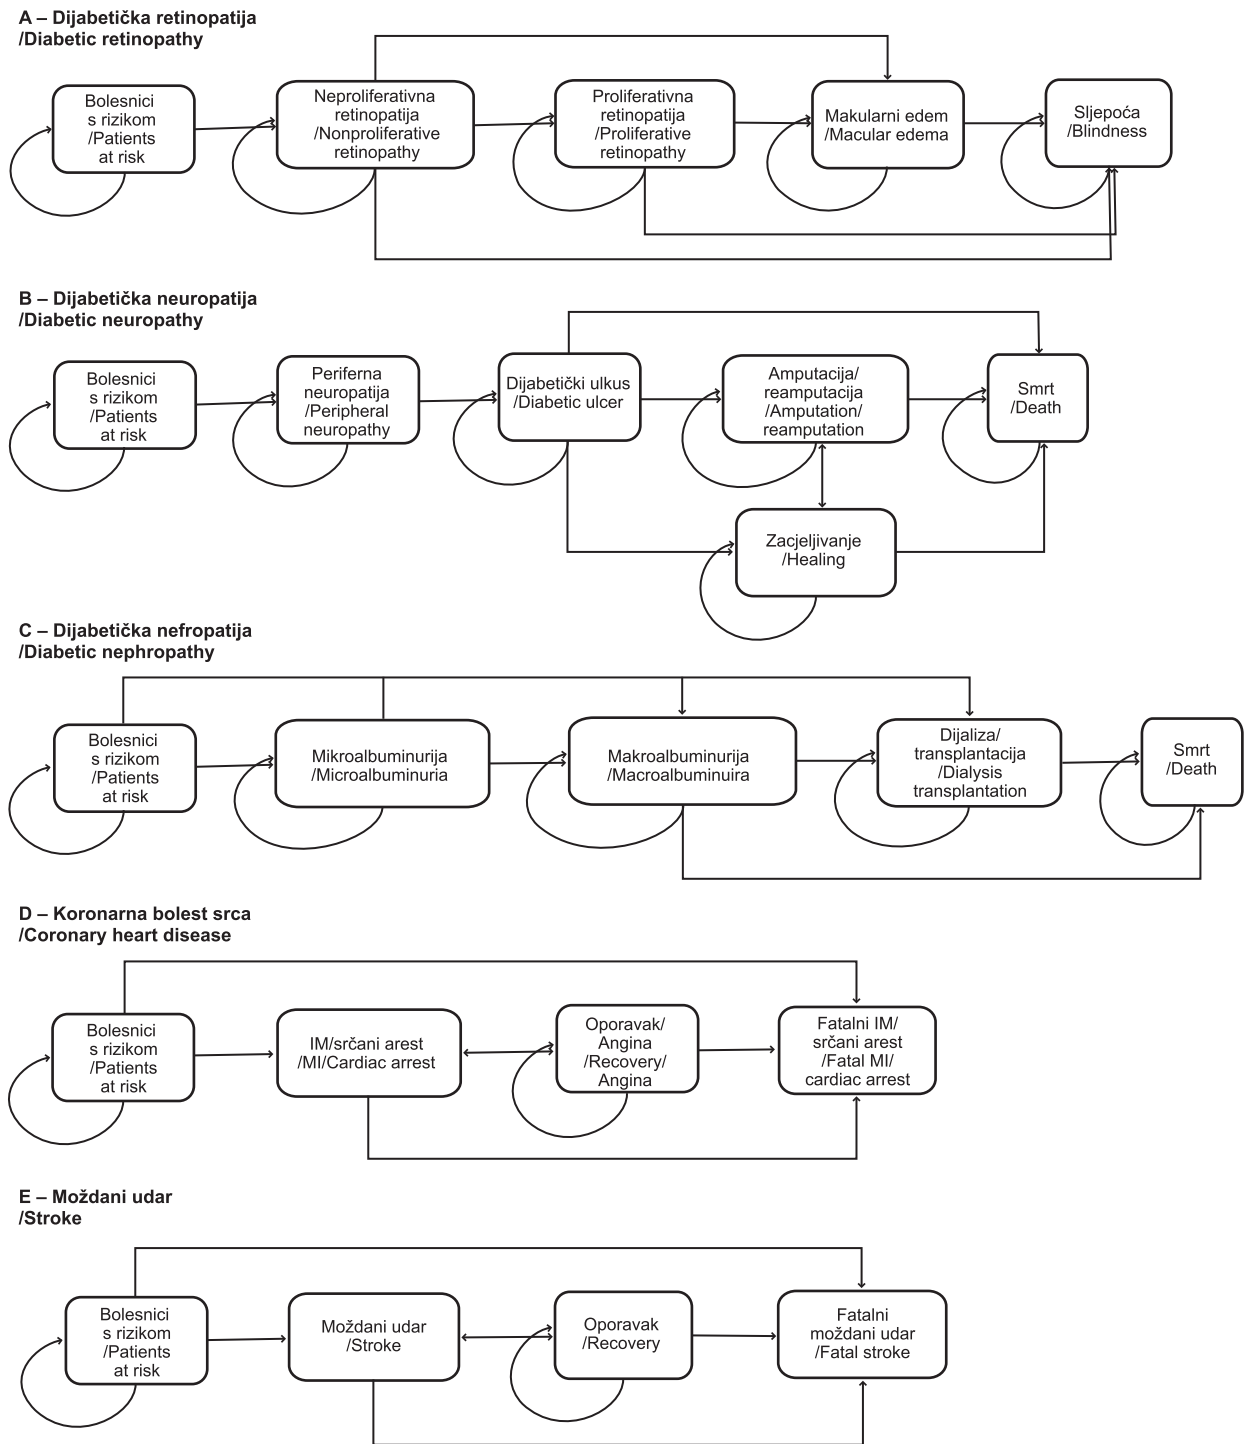 A – Dijabetička retinopatija
/Diabetic retinopathy
Bolesnici
s rizikom
/Patients
at risk
Neproliferativna
retinopatija
/Nonproliferative
retinopathy
Proliferativna
retinopatija
/Proliferative
retinopathy
Makularni edem
/Macular edema
Sljepoća
/Blindness
B – Dijabetička neuropatija
/Diabetic neuropathy
Bolesnici
s rizikom
/Patients
at risk
Periferna
neuropatija
/Peripheral
neuropathy
Dijabetički ulkus
/Diabetic ulcer
Amputacija/
reamputacija
/Amputation/
reamputation
Smrt
/Death
Zacjeljivanje
/Healing
C – Dijabetička nefropatija
/Diabetic nephropathy
Bolesnici
s rizikom
/Patients
at risk
Mikroalbuminurija
/Microalbuminuria
Makroalbuminurija
/Macroalbuminuira
Dijaliza/
transplantacija
/Dialysis
transplantation
Smrt
/Death
D – Koronarna bolest srca
/Coronary heart disease
Bolesnici
s rizikom
/Patients
at risk
IM/srčani arest
/MI/Cardiac arrest
Oporavak/
Angina
/Recovery/
Angina
Fatalni IM/
srčani arest
/Fatal MI/
cardiac arrest
E – Moždani udar
/Stroke
Bolesnici
s rizikom
/Patients
at risk
Moždani udar
/Stroke
Oporavak
/Recovery
Fatalni
moždani udar
/Fatal stroke